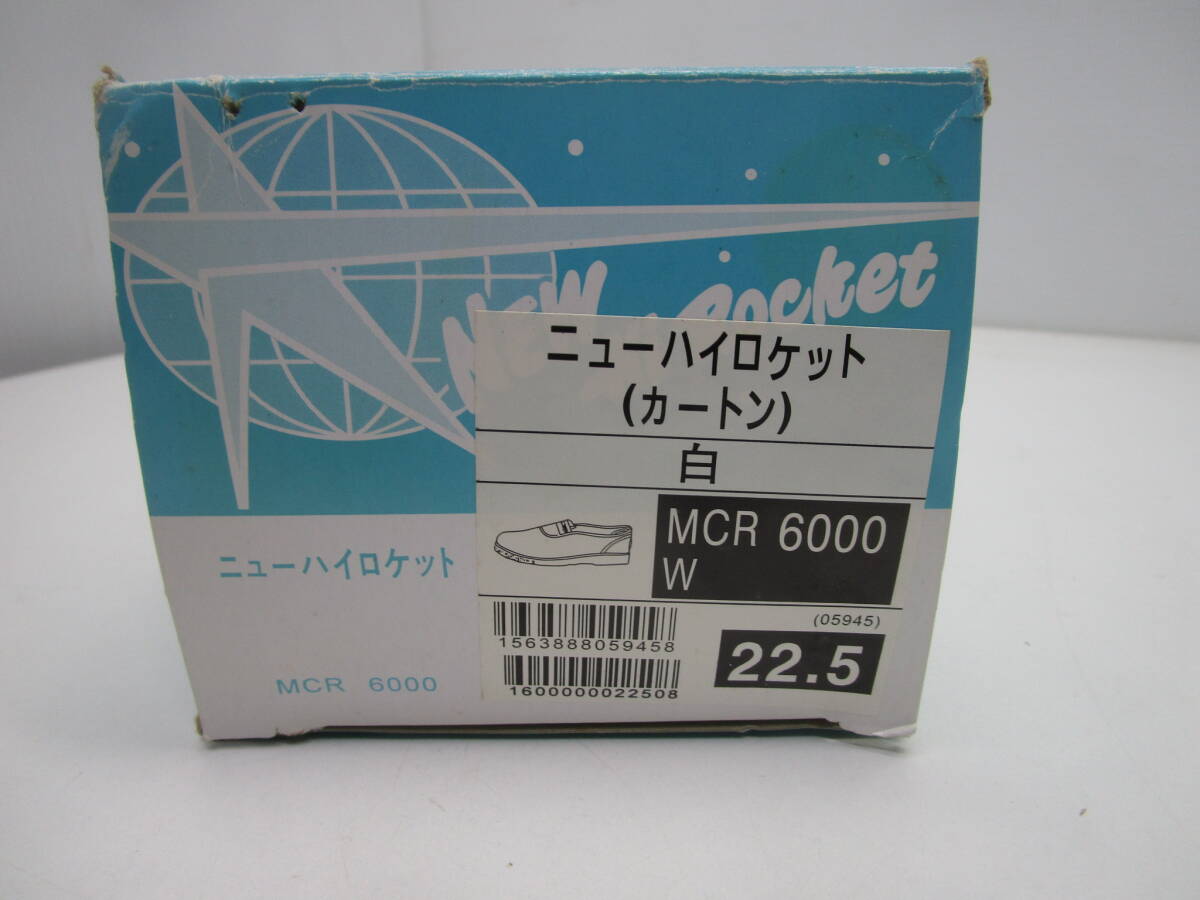 NEW
Rocket
ニューハイロケット
(カートン)
白
MCR 6000
W
(05945)
1563888059458
22.5
1600000022508
ニューハイロケット
MCR 6000